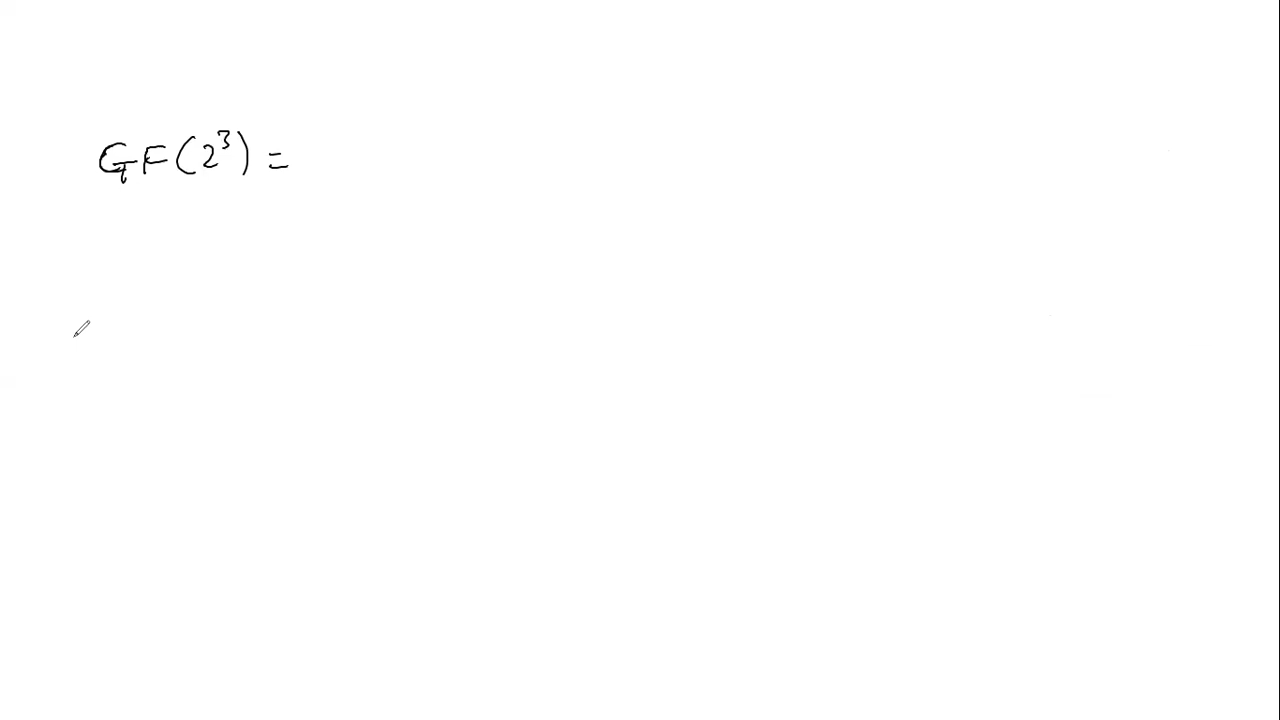 GF(2³) =